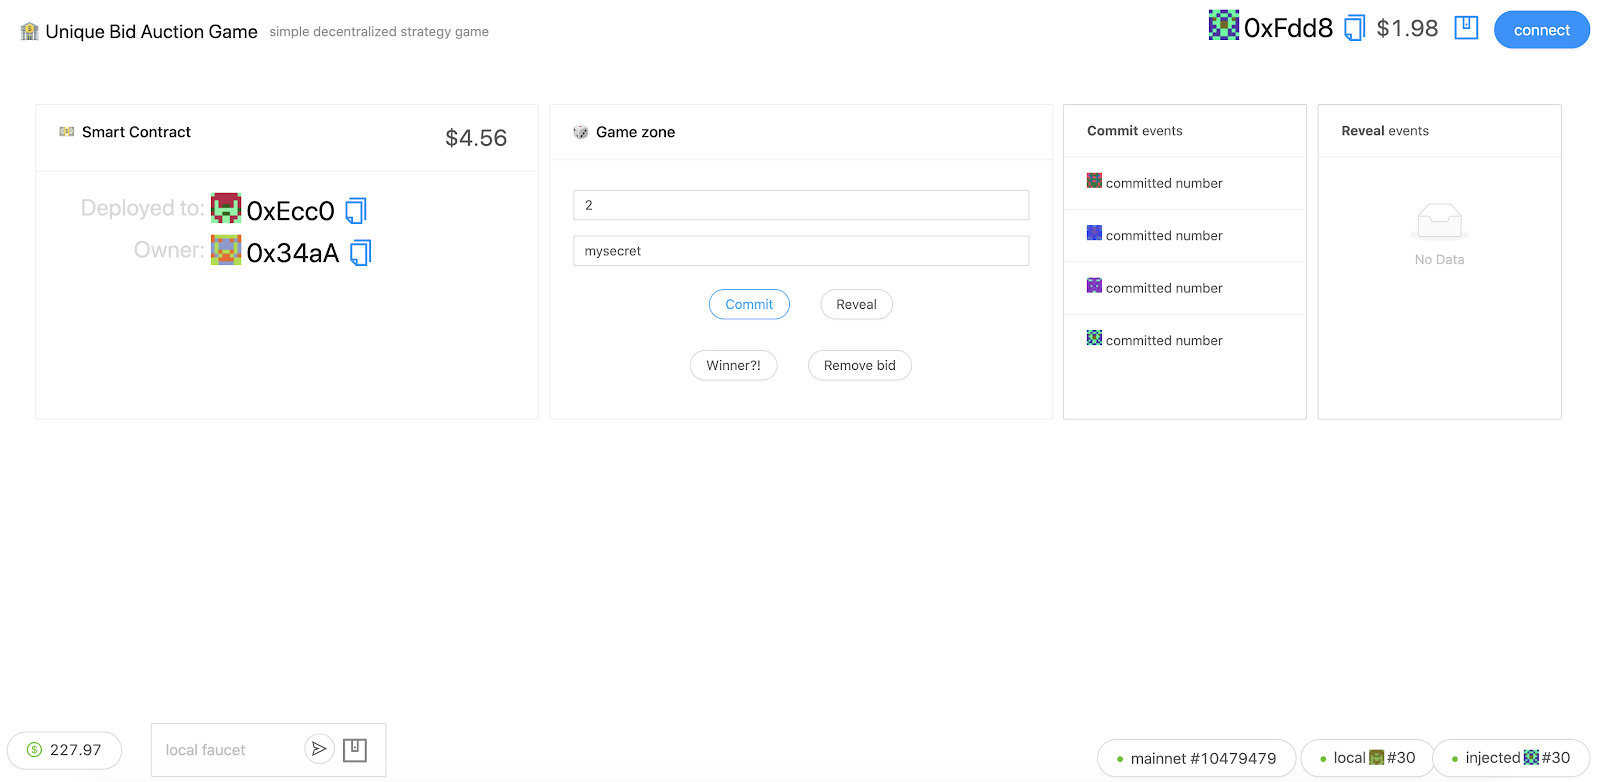 Unique Bid Auction Game simple decentralized strategy game
0xFdd8 $1.98 connect
Smart Contract $4.56
Deployed to: 0xEcc0
Owner: 0x34aA
Game zone
2
mysecret
Commit Reveal
Winner?! Remove bid
Commit events
committed number
committed number
committed number
committed number
Reveal events
No Data
227.97
local faucet
mainnet #10479479
local #30
injected #30